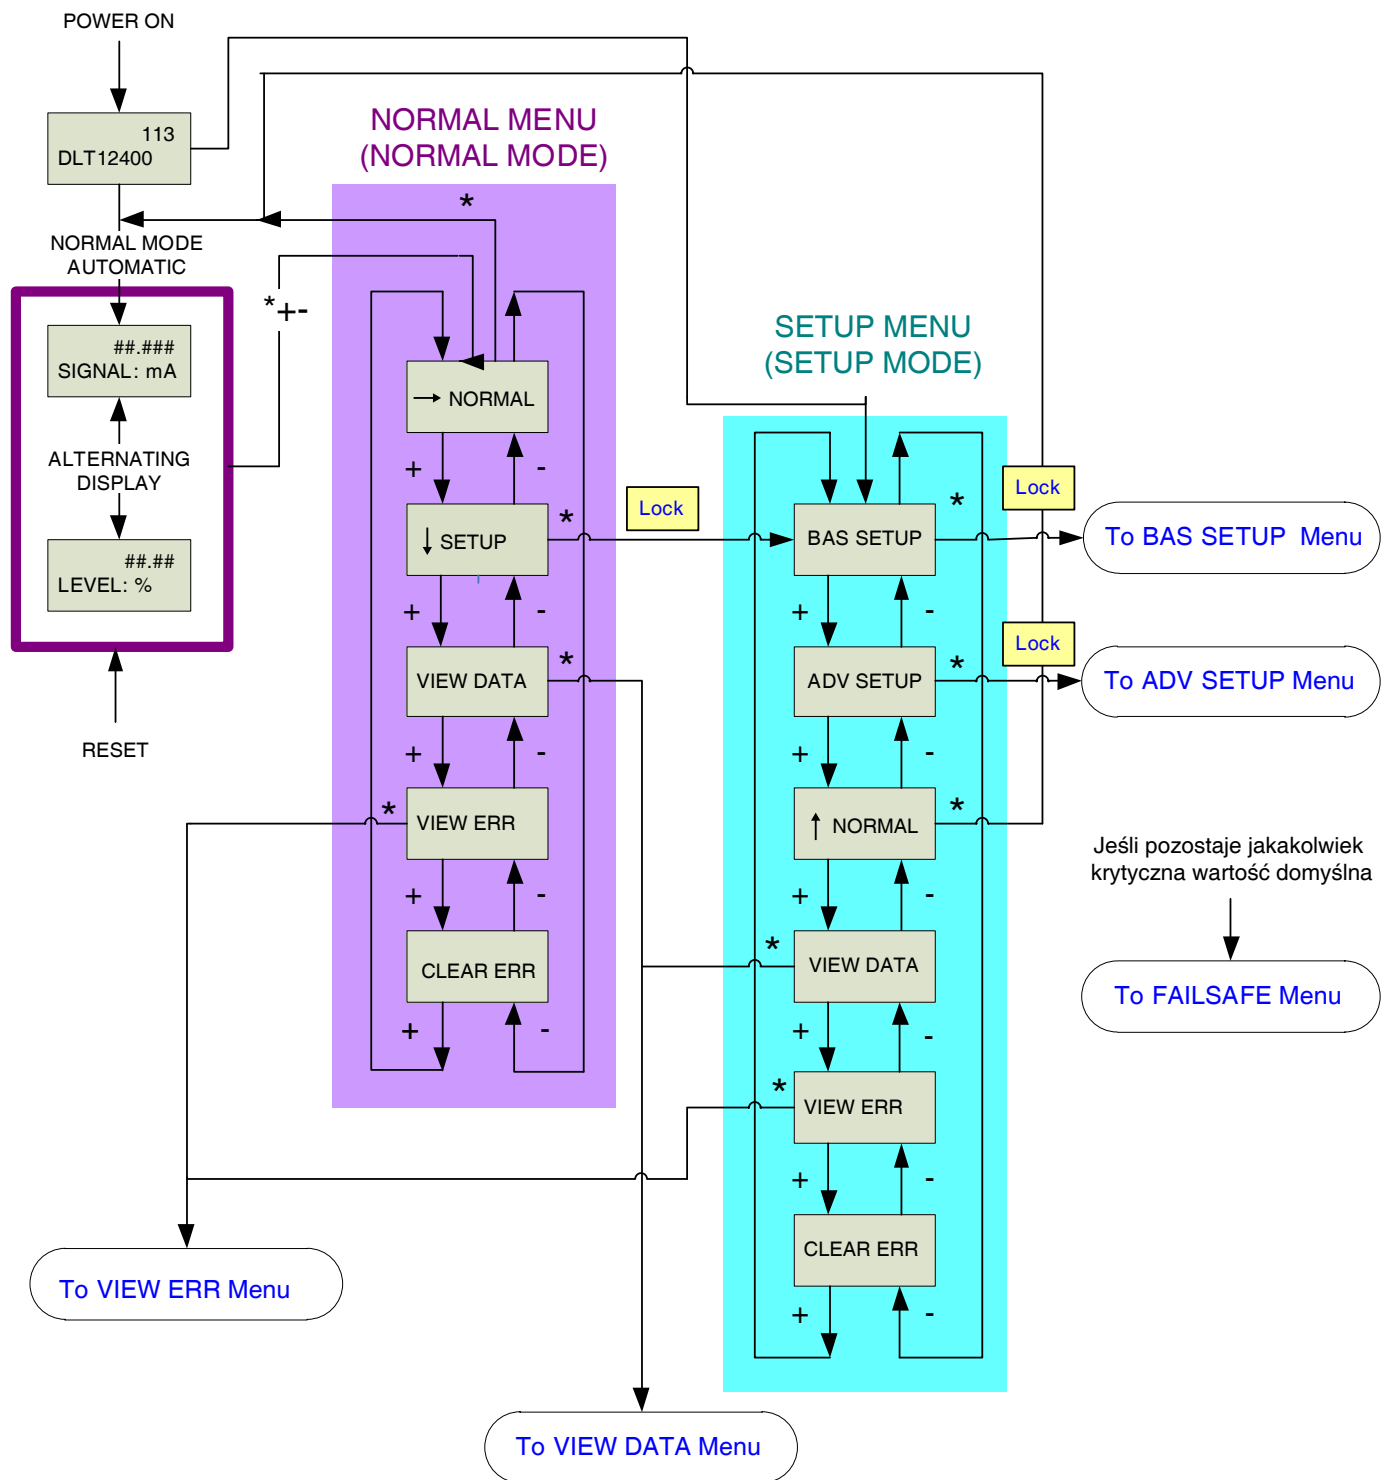 POWER ON
113
DLT12400
NORMAL MODE
AUTOMATIC
*+-
##.###
SIGNAL: mA
ALTERNATING
DISPLAY
##.##
LEVEL: %
RESET
NORMAL MENU
(NORMAL MODE)
*
→ NORMAL
+
-
↓ SETUP
*
Lock
+
-
VIEW DATA
*
+
-
VIEW ERR
*
+
-
CLEAR ERR
+
-
SETUP MENU
(SETUP MODE)
BAS SETUP
*
Lock
To BAS SETUP Menu
+
-
ADV SETUP
*
Lock
To ADV SETUP Menu
+
-
↑ NORMAL
*
+
-
VIEW DATA
*
+
-
VIEW ERR
*
+
-
CLEAR ERR
+
-
Jeśli pozostaje jakakolwiek
krytyczna wartość domyślna
To FAILSAFE Menu
To VIEW ERR Menu
To VIEW DATA Menu